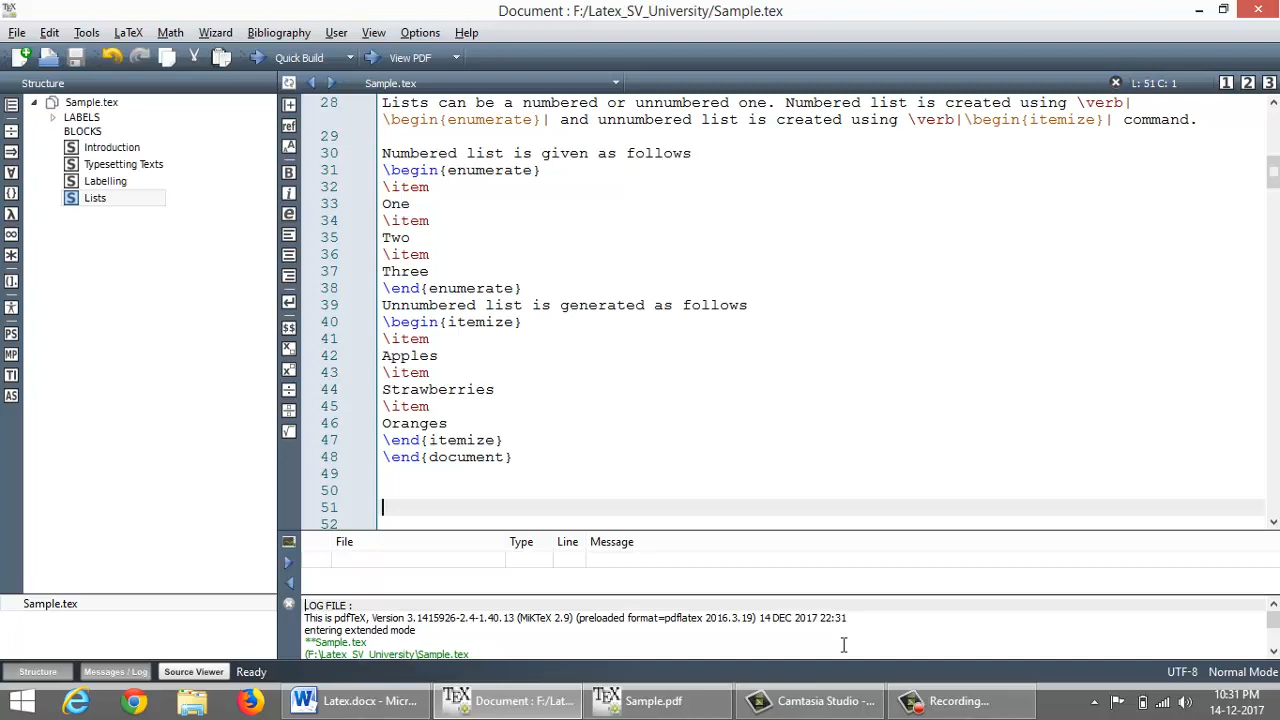 Document : F:/Latex_SV_University/Sample.tex
File Edit Tools LaTeX Math Wizard Bibliography User View Options Help
Quick Build View PDF
Structure Sample.tex L: 51 C: 1 1 2 3
Sample.tex
LABELS
BLOCKS
Introduction
Typesetting Texts
Labelling
Lists
28 Lists can be a numbered or unnumbered one. Numbered list is created using \verb|
\begin{enumerate}| and unnumbered list is created using \verb|\begin{itemize}| command.
29
30 Numbered list is given as follows
31 \begin{enumerate}
32 \item
33 One
34 \item
35 Two
36 \item
37 Three
38 \end{enumerate}
39 Unnumbered list is generated as follows
40 \begin{itemize}
41 \item
42 Apples
43 \item
44 Strawberries
45 \item
46 Oranges
47 \end{itemize}
48 \end{document}
49
50
51
52
File Type Line Message
Sample.tex
LOG FILE :
This is pdfTeX, Version 3.1415926-2.4-1.40.13 (MiKTeX 2.9) (preloaded format=pdflatex 2016.3.19) 14 DEC 2017 22:31
entering extended mode
**Sample.tex
(F:\Latex_SV_University\Sample.tex
Structure Messages / Log Source Viewer Ready UTF-8 Normal Mode
Latex.docx - Micr... Document : F:/Lat... Sample.pdf Camtasia Studio -... Recording...
10:31 PM
14-12-2017